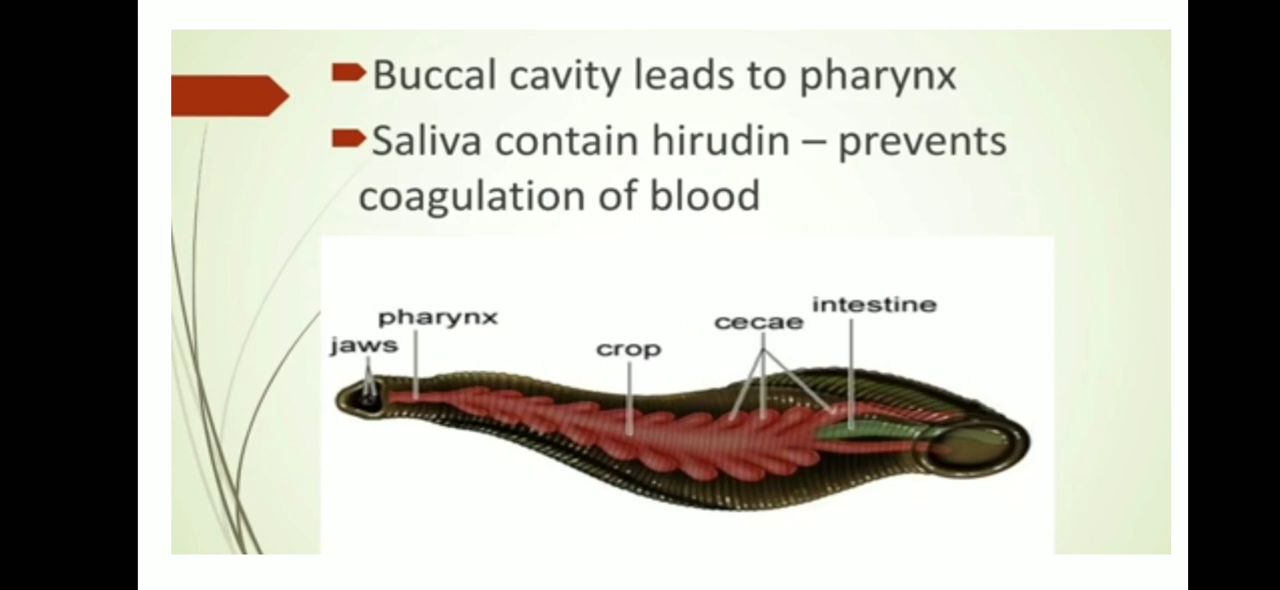 Buccal cavity leads to pharynx
Saliva contain hirudin – prevents
coagulation of blood
intestine
pharynx
cecae
jaws
crop